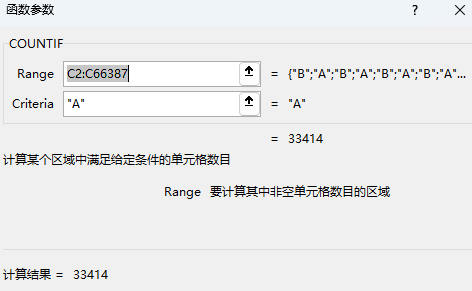 函数参数
? ×
COUNTIF
Range C2:C66387 = {"B";"A";"B";"A";"B";"A";"B";"A"...
Criteria "A" = "A"
= 33414
计算某个区域中满足给定条件的单元格数目
Range 要计算其中非空单元格数目的区域
计算结果 = 33414